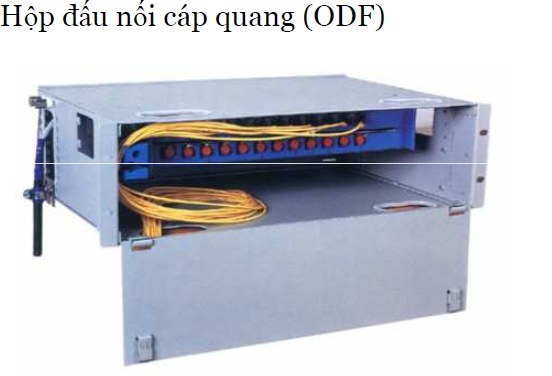 Hộp đấu nối cáp quang (ODF)